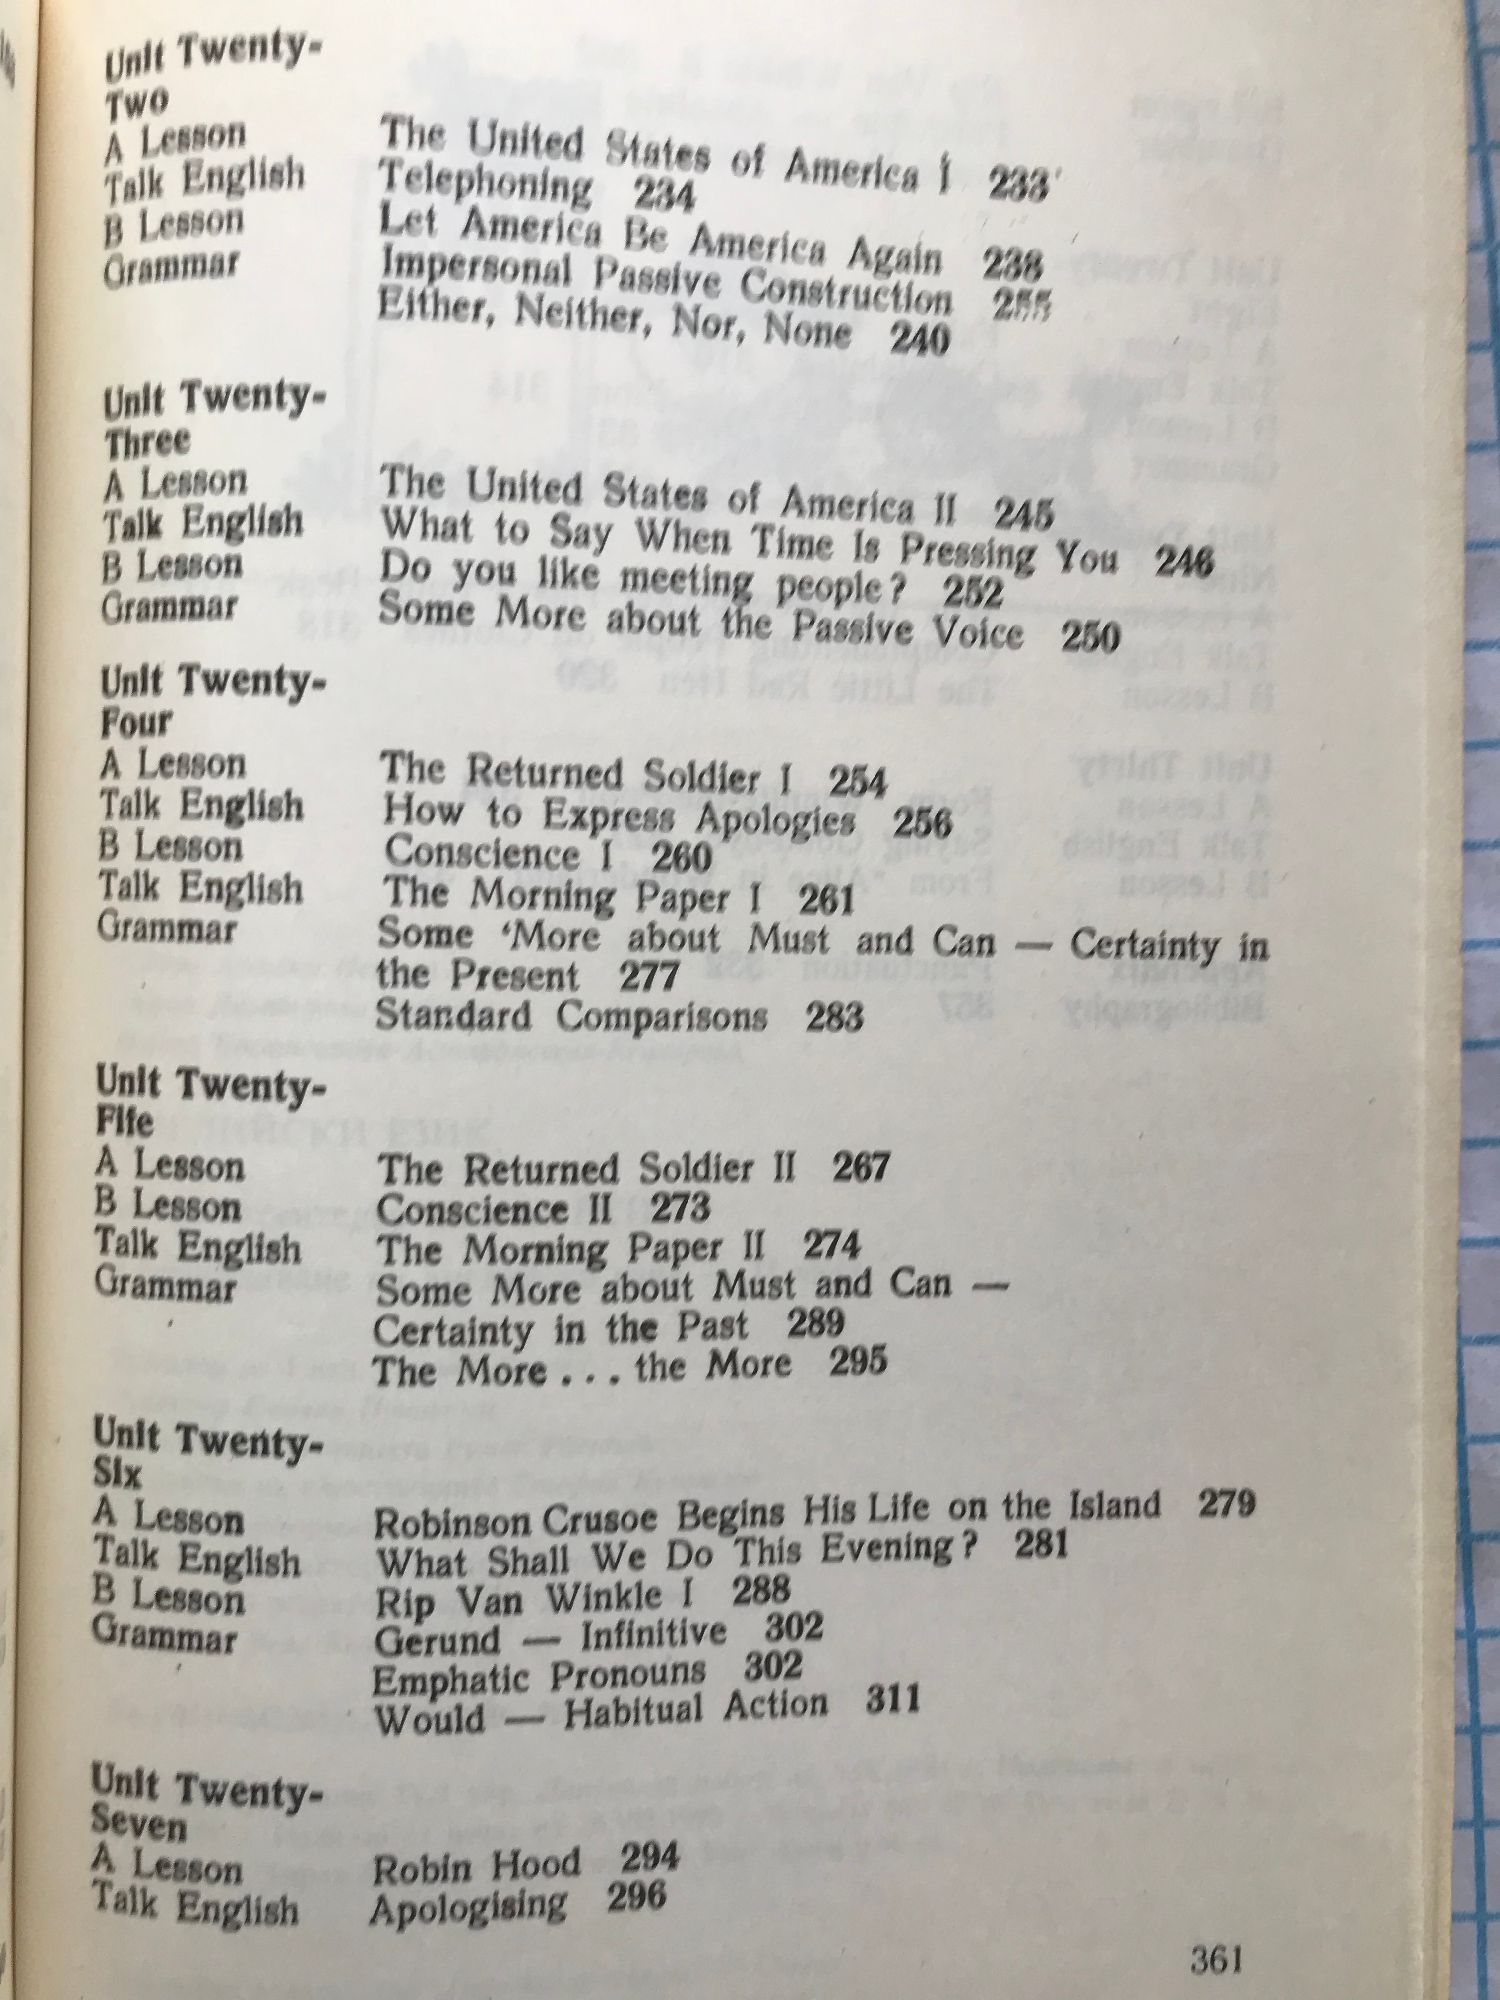 Unit Twenty-
Two
A Lesson The United States of America I 233
Talk English Telephoning 234
B Lesson Let America Be America Again 238
Grammar Impersonal Passive Construction 255
Either, Neither, Nor, None 240
Unit Twenty-
Three
A Lesson The United States of America II 245
Talk English What to Say When Time Is Pressing You 246
B Lesson Do you like meeting people? 252
Grammar Some More about the Passive Voice 250
Unit Twenty-
Four
A Lesson The Returned Soldier I 254
Talk English How to Express Apologies 256
B Lesson Conscience I 260
Talk English The Morning Paper I 261
Grammar Some ‘More about Must and Can — Certainty in
the Present 277
Standard Comparisons 283
Unit Twenty-
Fife
A Lesson The Returned Soldier II 267
B Lesson Conscience II 273
Talk English The Morning Paper II 274
Grammar Some More about Must and Can —
Certainty in the Past 289
The More . . . the More 295
Unit Twenty-
Six
A Lesson Robinson Crusoe Begins His Life on the Island 279
Talk English What Shall We Do This Evening? 281
B Lesson Rip Van Winkle I 288
Grammar Gerund — Infinitive 302
Emphatic Pronouns 302
Would — Habitual Action 311
Unit Twenty-
Seven
A Lesson Robin Hood 294
Talk English Apologising 296
361